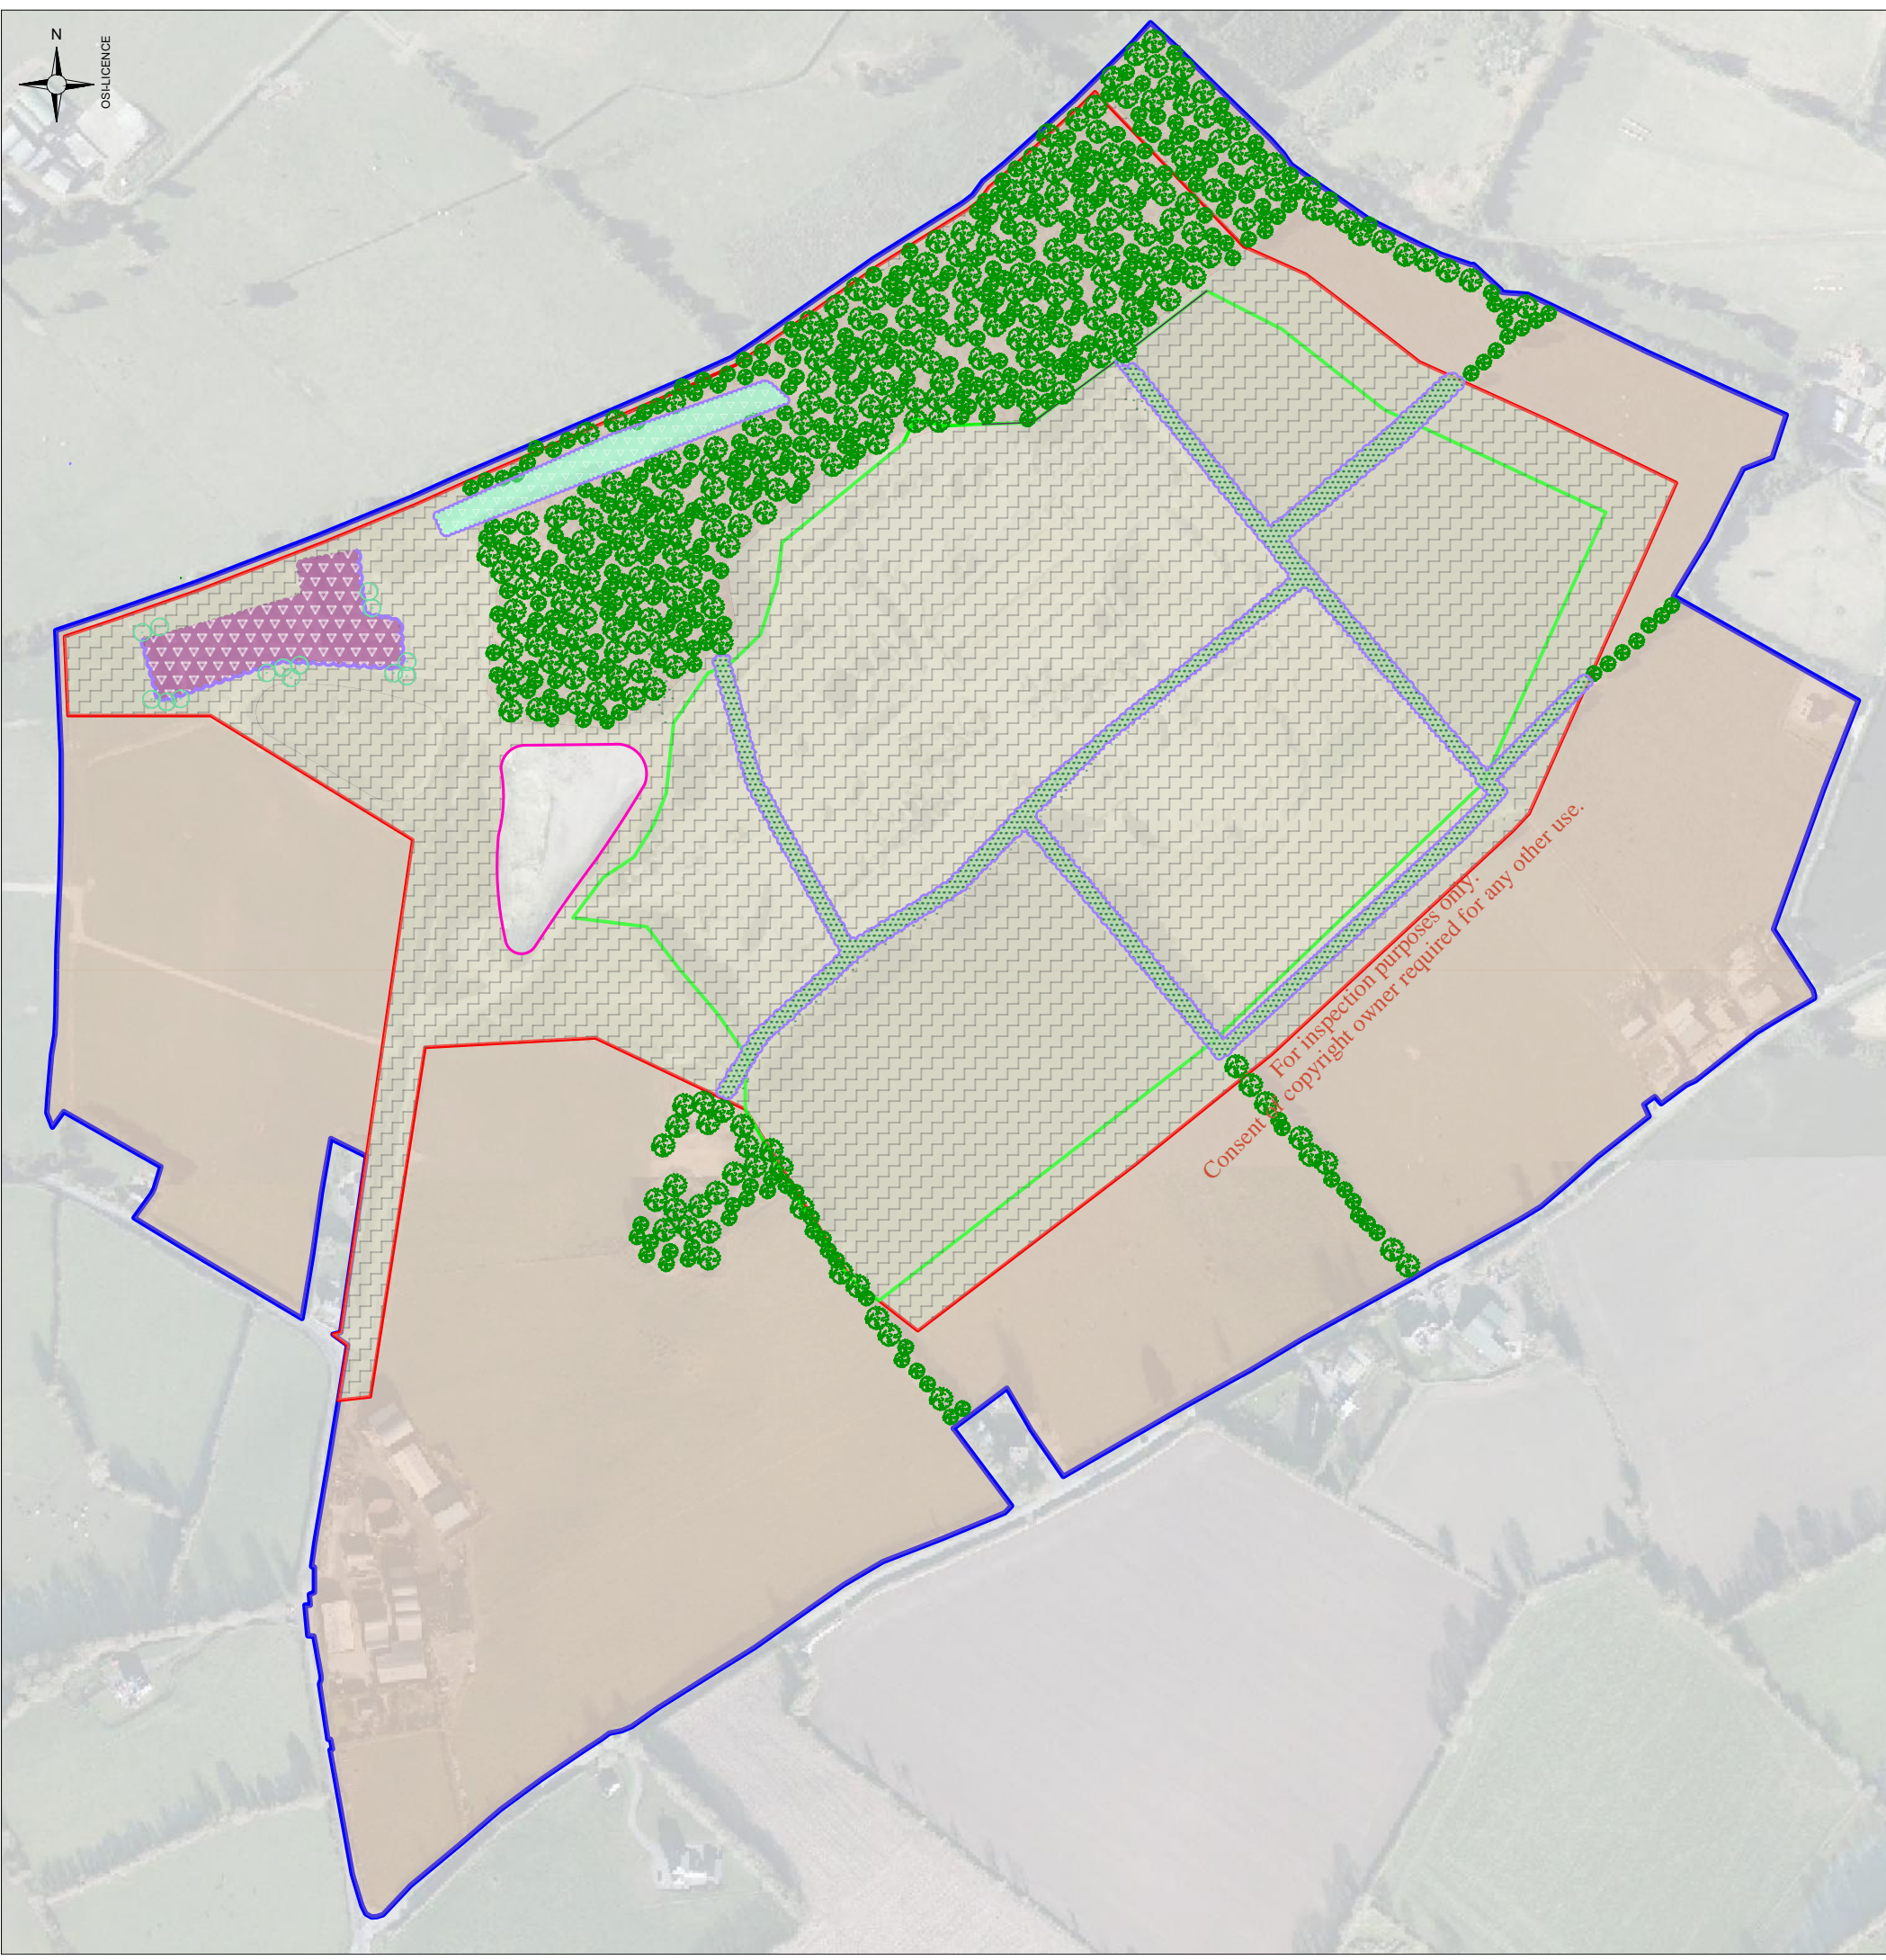 N
OSI-LICENCE
For inspection purposes only.
Consent of copyright owner required for any other use.